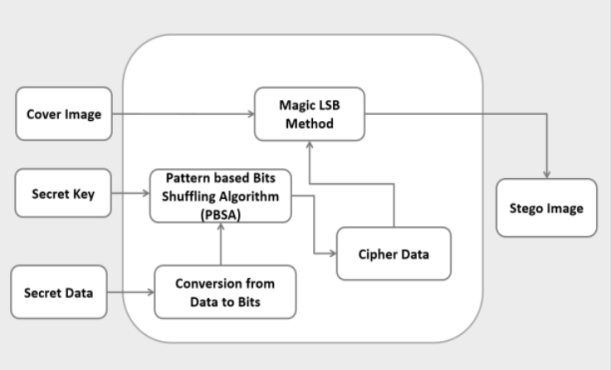 Cover Image
Magic LSB
Method
Secret Key
Pattern based Bits
Shuffling Algorithm
(PBSA)
Stego Image
Cipher Data
Secret Data
Conversion from
Data to Bits